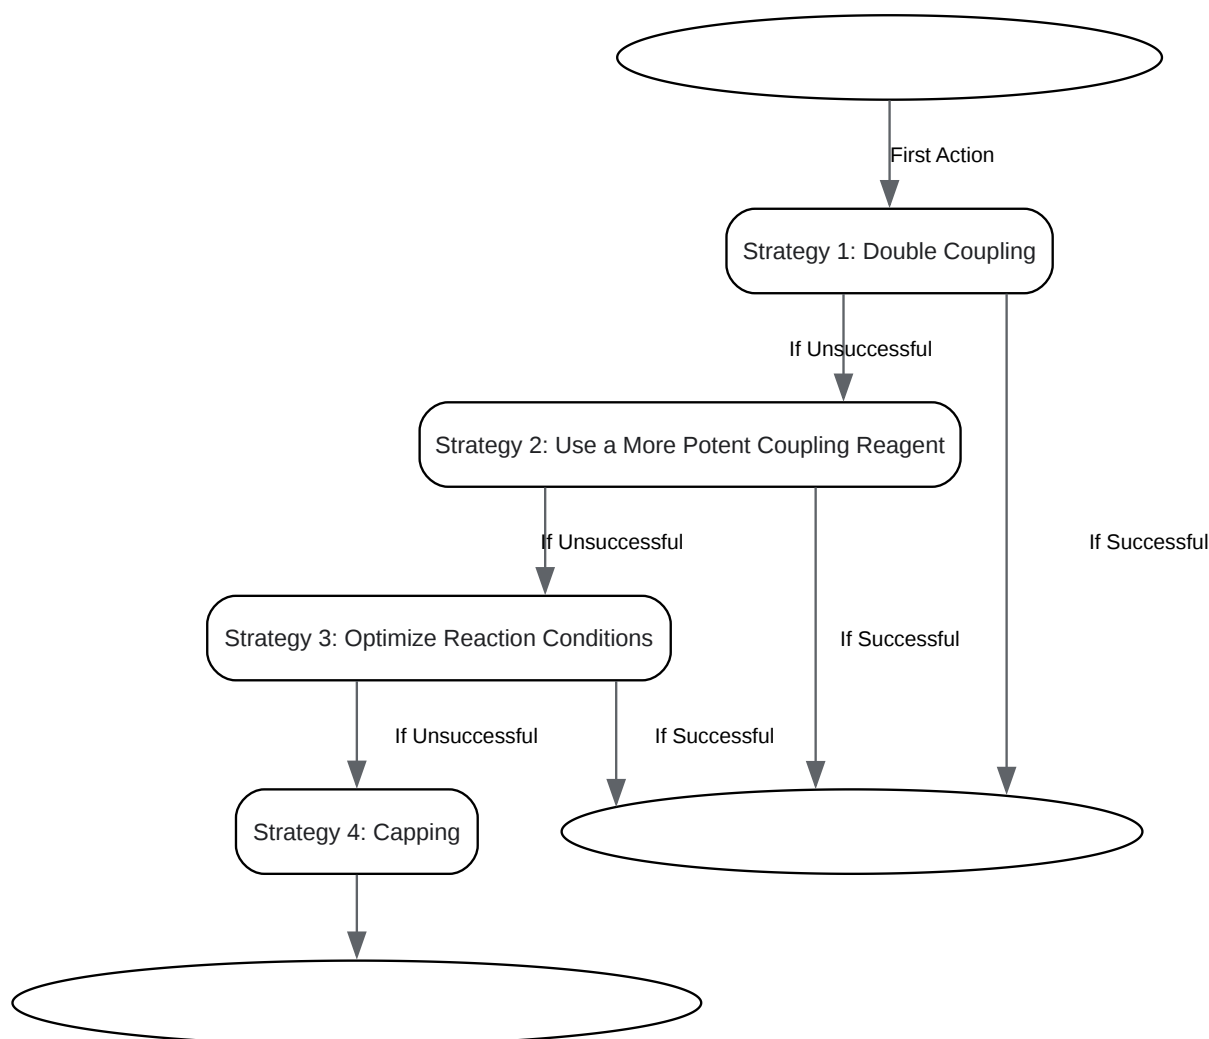 First Action
Strategy 1: Double Coupling
If Unsuccessful
Strategy 2: Use a More Potent Coupling Reagent
If Unsuccessful
If Successful
Strategy 3: Optimize Reaction Conditions
If Successful
If Unsuccessful
If Successful
Strategy 4: Capping